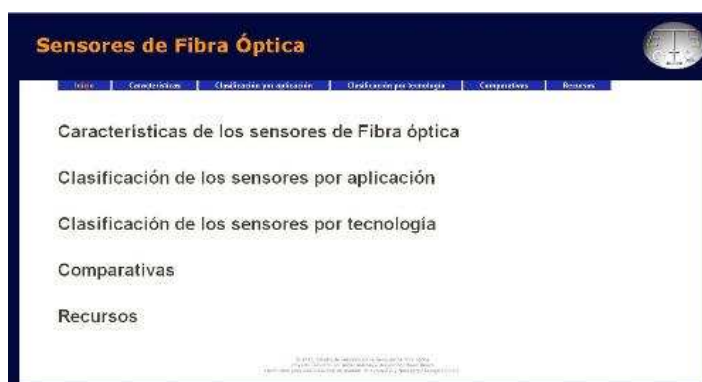 Sensores de Fibra Óptica
Inicio Características Clasificación por aplicación Clasificación por tecnología Comparativas Recursos
Características de los sensores de Fibra óptica
Clasificación de los sensores por aplicación
Clasificación de los sensores por tecnología
Comparativas
Recursos